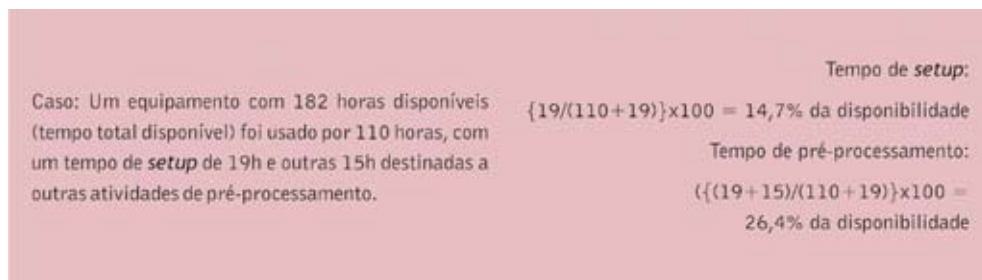 Caso: Um equipamento com 182 horas disponíveis
(tempo total disponível) foi usado por 110 horas, com
um tempo de setup de 19h e outras 15h destinadas a
outras atividades de pré-processamento.
Tempo de setup:
{19/(110+19)}x100 = 14,7% da disponibilidade
Tempo de pré-processamento:
({(19+15)/(110+19)}x100 =
26,4% da disponibilidade